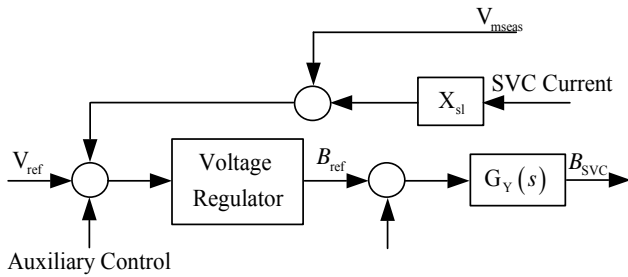 V_mseas
SVC Current
X_sl
V_ref
Voltage
Regulator
B_ref
G_Y(s)
B_SVC
Auxiliary Control